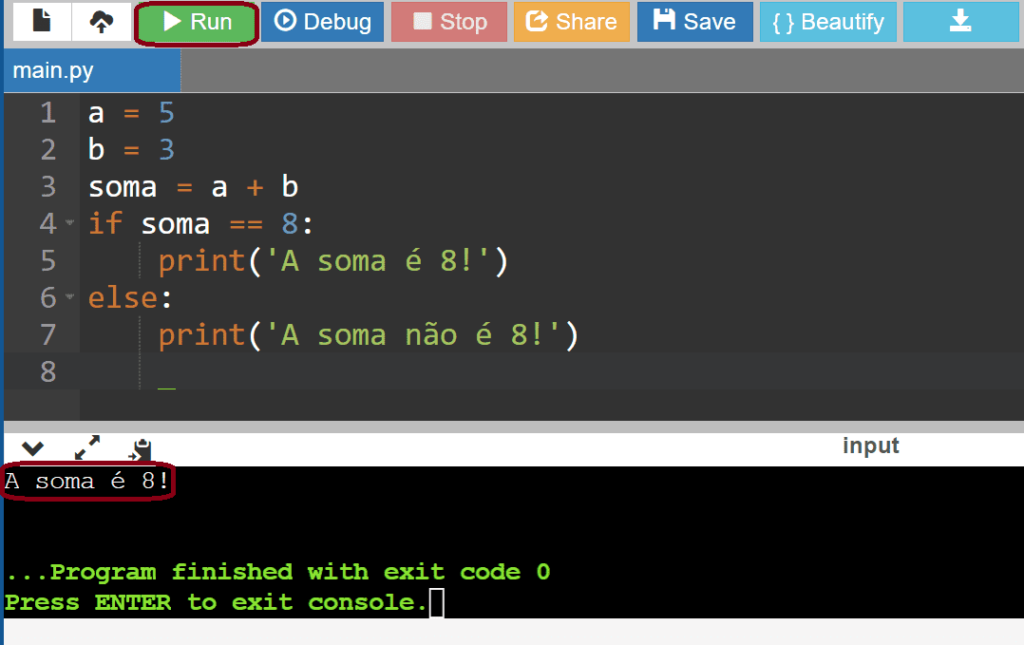 Run Debug Stop Share Save { } Beautify
main.py
1 a = 5
2 b = 3
3 soma = a + b
4 if soma == 8:
5 print('A soma é 8!')
6 else:
7 print('A soma não é 8!')
8
input
A soma é 8!
...Program finished with exit code 0
Press ENTER to exit console.